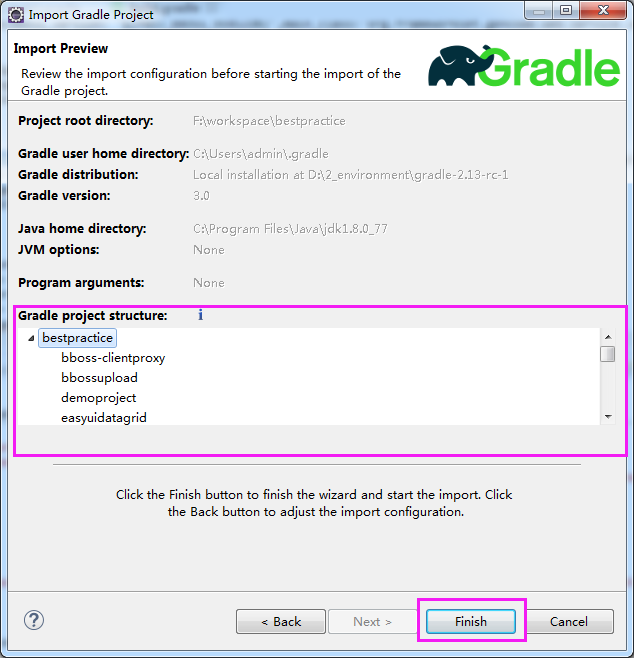 Import Gradle Project
Import Preview
Review the import configuration before starting the import of the
Gradle project.
Gradle
Project root directory: F:\workspace\bestpractice
Gradle user home directory: C:\Users\admin\.gradle
Gradle distribution: Local installation at D:\2_environment\gradle-2.13-rc-1
Gradle version: 3.0
Java home directory: C:\Program Files\Java\jdk1.8.0_77
JVM options: None
Program arguments: None
Gradle project structure:
bestpractice
bboss-clientproxy
bbossupload
demoproject
easyuidatagrid
Click the Finish button to finish the wizard and start the import. Click
the Back button to adjust the import configuration.
< Back Next > Finish Cancel